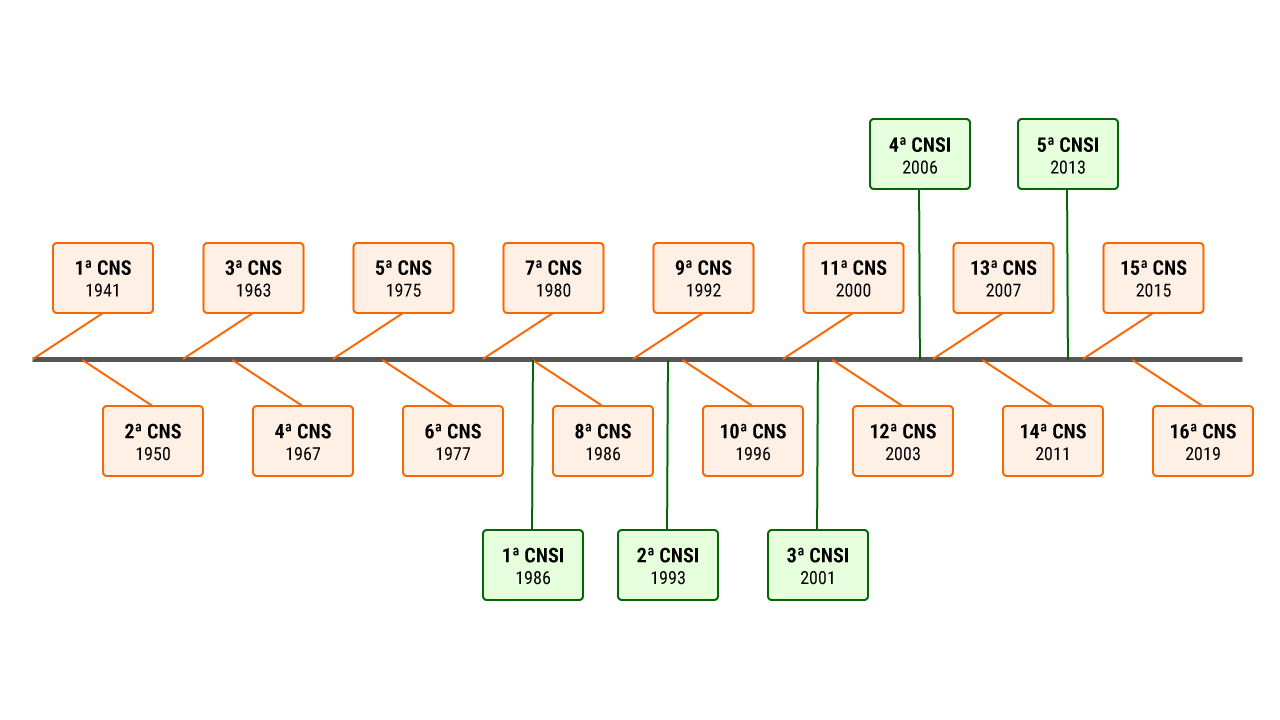 4ª CNSI
2006
5ª CNSI
2013
1ª CNS
1941
3ª CNS
1963
5ª CNS
1975
7ª CNS
1980
9ª CNS
1992
11ª CNS
2000
13ª CNS
2007
15ª CNS
2015
2ª CNS
1950
4ª CNS
1967
6ª CNS
1977
8ª CNS
1986
10ª CNS
1996
12ª CNS
2003
14ª CNS
2011
16ª CNS
2019
1ª CNSI
1986
2ª CNSI
1993
3ª CNSI
2001